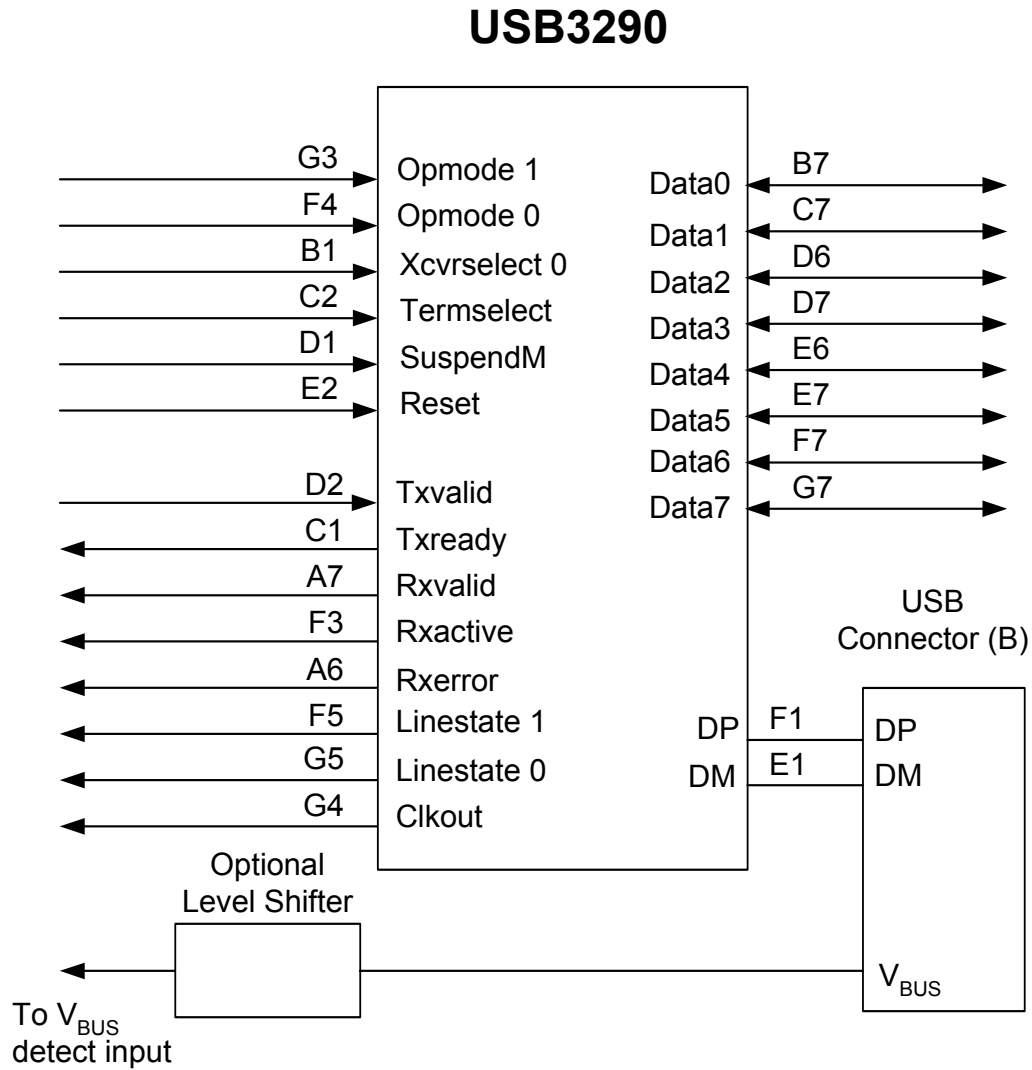 USB3290
G3 Opmode 1
F4 Opmode 0
B1 Xcvrselect 0
C2 Termselect
D1 SuspendM
E2 Reset
D2 Txvalid
C1 Txready
A7 Rxvalid
F3 Rxactive
A6 Rxerror
F5 Linestate 1
G5 Linestate 0
G4 Clkout
Data0 B7
Data1 C7
Data2 D6
Data3 D7
Data4 E6
Data5 E7
Data6 F7
Data7 G7
USB
Connector (B)
DP F1 DP
DM E1 DM
Optional
Level Shifter
VBUS
To VBUS
detect input